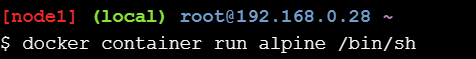 [node1] (local) root@192.168.0.28 ~
$ docker container run alpine /bin/sh